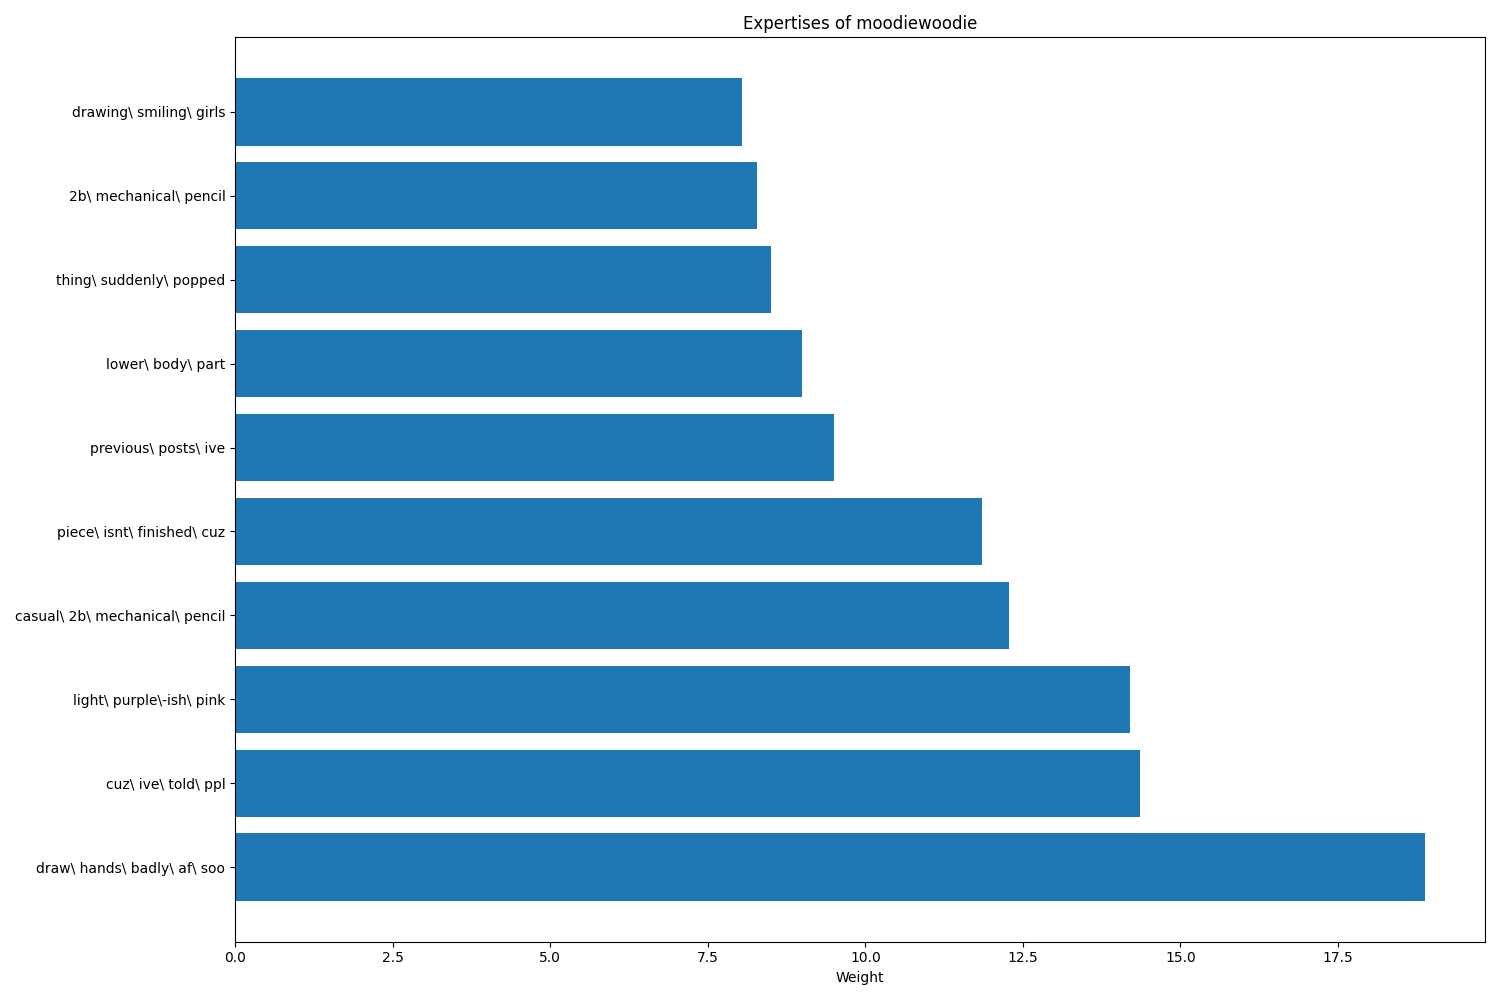 Expertises of moodiewoodie
drawing\ smiling\ girls
2b\ mechanical\ pencil
thing\ suddenly\ popped
lower\ body\ part
previous\ posts\ ive
piece\ isnt\ finished\ cuz
casual\ 2b\ mechanical\ pencil
light\ purple\-ish\ pink
cuz\ ive\ told\ ppl
draw\ hands\ badly\ af\ soo
0.0 2.5 5.0 7.5 10.0 12.5 15.0 17.5
Weight